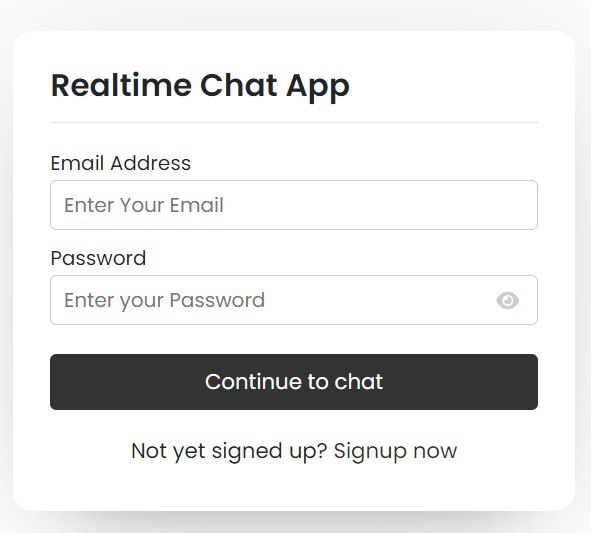 Realtime Chat App
Email Address
Enter Your Email
Password
Enter your Password
Continue to chat
Not yet signed up? Signup now